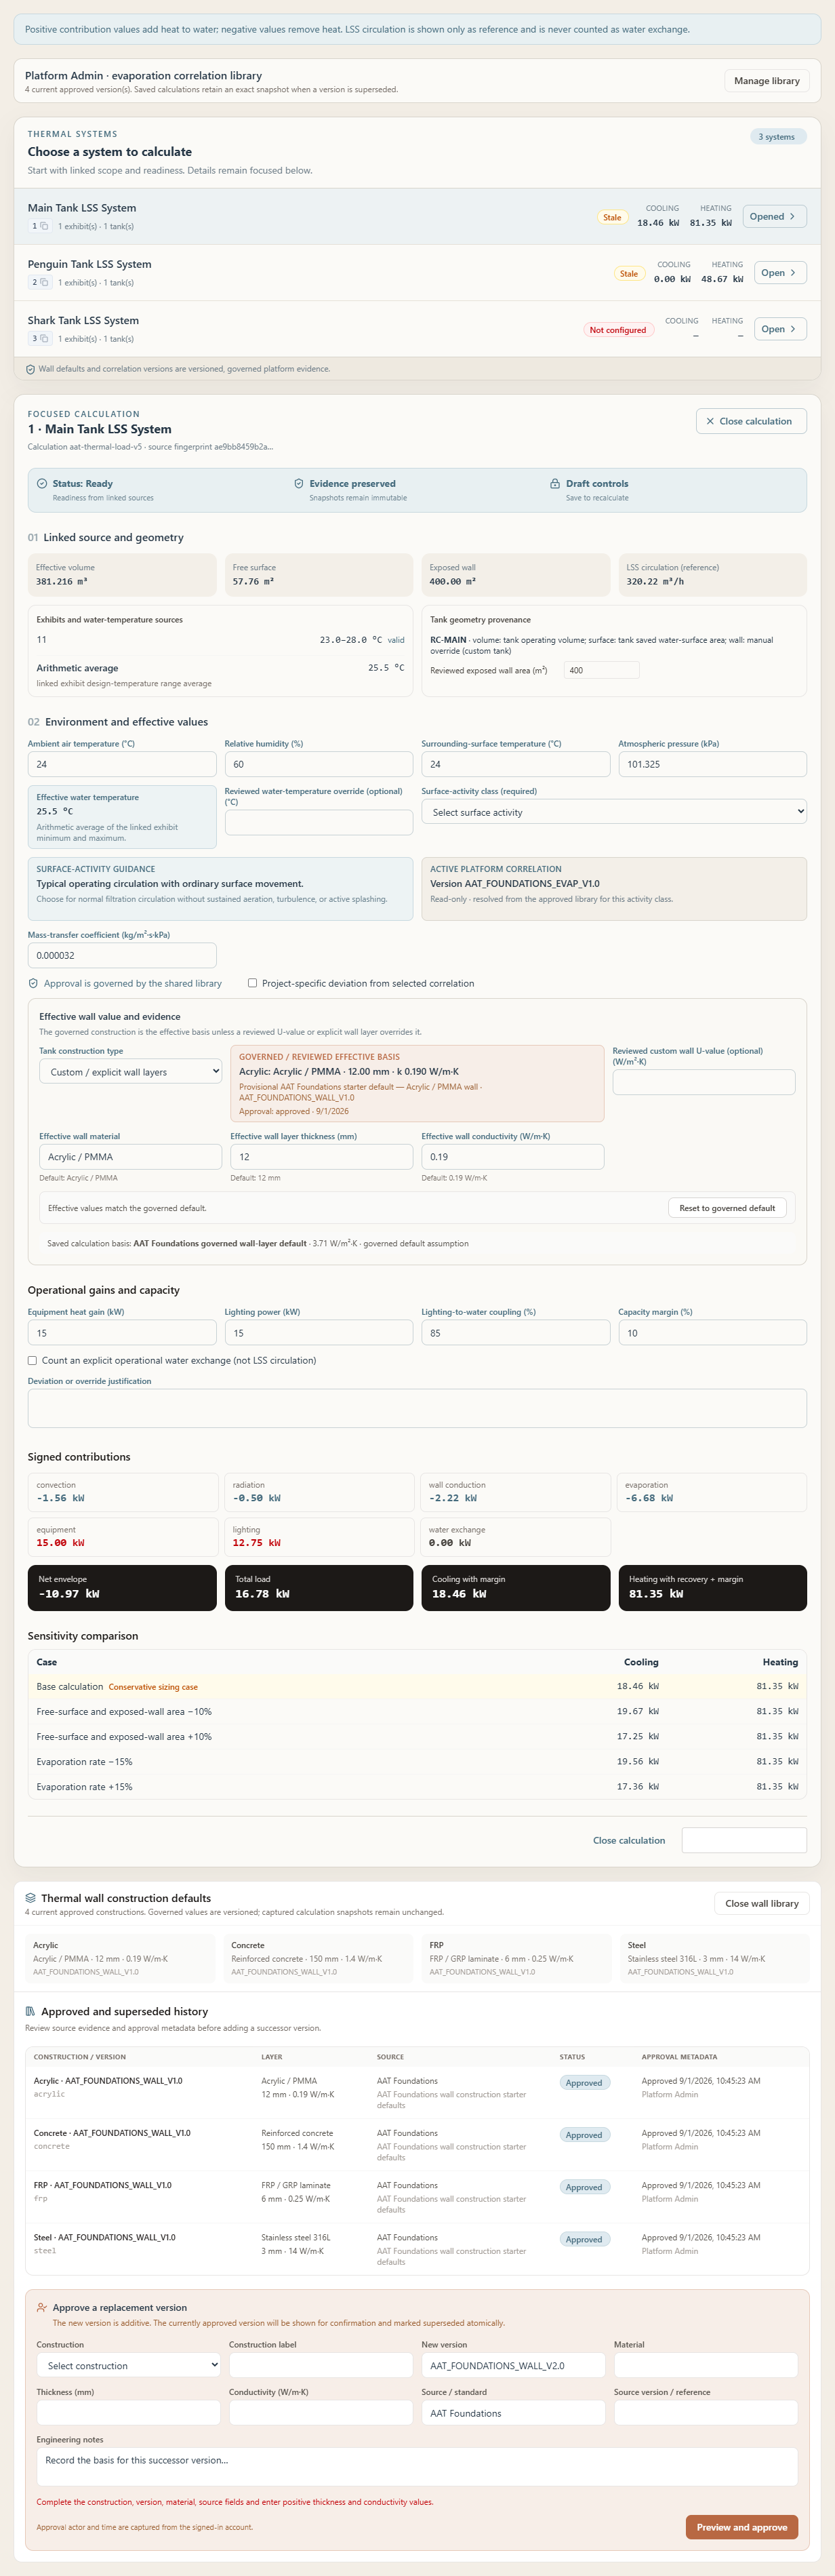 Positive contribution values add heat to water; negative values remove heat. LSS circulation is shown only as reference and is never counted as water exchange.
Platform Admin · evaporation correlation library
4 current approved version(s). Saved calculations retain an exact snapshot when a version is superseded.
Manage library
THERMAL SYSTEMS
3 systems
Choose a system to calculate
Start with linked scope and readiness. Details remain focused below.
Main Tank LSS System
1 1 exhibit(s) · 1 tank(s)
Stale
COOLING HEATING
18.46 kW 81.35 kW
Opened
Penguin Tank LSS System
2 1 exhibit(s) · 1 tank(s)
Stale
COOLING HEATING
0.00 kW 48.67 kW
Open
Shark Tank LSS System
3 1 exhibit(s) · 1 tank(s)
Not configured
COOLING HEATING
— —
Open
Wall defaults and correlation versions are versioned, governed platform evidence.
FOCUSED CALCULATION
1 · Main Tank LSS System
Calculation aat-thermal-load-v5 · source fingerprint ae9bb8459b2a...
Close calculation
Status: Ready
Readiness from linked sources
Evidence preserved
Snapshots remain immutable
Draft controls
Save to recalculate
01 Linked source and geometry
Effective volume
381.216 m³
Free surface
57.76 m²
Exposed wall
400.00 m²
LSS circulation (reference)
320.22 m³/h
Exhibits and water-temperature sources
11 23.0–28.0 °C valid
Arithmetic average 25.5 °C
linked exhibit design-temperature range average
Tank geometry provenance
RC-MAIN · volume: tank operating volume; surface: tank saved water-surface area; wall: manual
override (custom tank)
Reviewed exposed wall area (m²) 400
02 Environment and effective values
Ambient air temperature (°C)
24
Relative humidity (%)
60
Surrounding-surface temperature (°C)
24
Atmospheric pressure (kPa)
101.325
Effective water temperature
25.5 °C
Arithmetic average of the linked exhibit
minimum and maximum.
Reviewed water-temperature override (optional)
(°C)
Surface-activity class (required)
Select surface activity
SURFACE-ACTIVITY GUIDANCE
Typical operating circulation with ordinary surface movement.
Choose for normal filtration circulation without sustained aeration, turbulence, or active splashing.
ACTIVE PLATFORM CORRELATION
Version AAT_FOUNDATIONS_EVAP_V1.0
Read-only · resolved from the approved library for this activity class.
Mass-transfer coefficient (kg/m²·s·kPa)
0.000032
Approval is governed by the shared library
Project-specific deviation from selected correlation
Effective wall value and evidence
The governed construction is the effective basis unless a reviewed U-value or explicit wall layer overrides it.
Tank construction type
Custom / explicit wall layers
GOVERNED / REVIEWED EFFECTIVE BASIS
Acrylic: Acrylic / PMMA · 12.00 mm · k 0.190 W/m·K
Provisional AAT Foundations starter default — Acrylic / PMMA wall ·
AAT_FOUNDATIONS_WALL_V1.0
Approval: approved · 9/1/2026
Reviewed custom wall U-value (optional)
(W/m²·K)
Effective wall material
Acrylic / PMMA
Default: Acrylic / PMMA
Effective wall layer thickness (mm)
12
Default: 12 mm
Effective wall conductivity (W/m·K)
0.19
Default: 0.19 W/m·K
Effective values match the governed default.
Reset to governed default
Saved calculation basis: AAT Foundations governed wall-layer default · 3.71 W/m²·K · governed default assumption
Operational gains and capacity
Equipment heat gain (kW)
15
Lighting power (kW)
15
Lighting-to-water coupling (%)
85
Capacity margin (%)
10
Count an explicit operational water exchange (not LSS circulation)
Deviation or override justification
Signed contributions
convection
-1.56 kW
radiation
-0.50 kW
wall conduction
-2.22 kW
evaporation
-6.68 kW
equipment
15.00 kW
lighting
12.75 kW
water exchange
0.00 kW
Net envelope
-10.97 kW
Total load
16.78 kW
Cooling with margin
18.46 kW
Heating with recovery + margin
81.35 kW
Sensitivity comparison
Case Cooling Heating
Base calculation Conservative sizing case 18.46 kW 81.35 kW
Free-surface and exposed-wall area −10% 19.67 kW 81.35 kW
Free-surface and exposed-wall area +10% 17.25 kW 81.35 kW
Evaporation rate −15% 19.56 kW 81.35 kW
Evaporation rate +15% 17.36 kW 81.35 kW
Close calculation
Thermal wall construction defaults
4 current approved constructions. Governed values are versioned; captured calculation snapshots remain unchanged.
Close wall library
Acrylic
Acrylic / PMMA · 12 mm · 0.19 W/m·K
AAT_FOUNDATIONS_WALL_V1.0
Concrete
Reinforced concrete · 150 mm · 1.4 W/m·K
AAT_FOUNDATIONS_WALL_V1.0
FRP
FRP / GRP laminate · 6 mm · 0.25 W/m·K
AAT_FOUNDATIONS_WALL_V1.0
Steel
Stainless steel 316L · 3 mm · 14 W/m·K
AAT_FOUNDATIONS_WALL_V1.0
Approved and superseded history
Review source evidence and approval metadata before adding a successor version.
CONSTRUCTION / VERSION LAYER SOURCE STATUS APPROVAL METADATA
Acrylic · AAT_FOUNDATIONS_WALL_V1.0
acrylic
Acrylic / PMMA
12 mm · 0.19 W/m·K
AAT Foundations
AAT Foundations wall construction starter
defaults
Approved
Approved 9/1/2026, 10:45:23 AM
Platform Admin
Concrete · AAT_FOUNDATIONS_WALL_V1.0
concrete
Reinforced concrete
150 mm · 1.4 W/m·K
AAT Foundations
AAT Foundations wall construction starter
defaults
Approved
Approved 9/1/2026, 10:45:23 AM
Platform Admin
FRP · AAT_FOUNDATIONS_WALL_V1.0
frp
FRP / GRP laminate
6 mm · 0.25 W/m·K
AAT Foundations
AAT Foundations wall construction starter
defaults
Approved
Approved 9/1/2026, 10:45:23 AM
Platform Admin
Steel · AAT_FOUNDATIONS_WALL_V1.0
steel
Stainless steel 316L
3 mm · 14 W/m·K
AAT Foundations
AAT Foundations wall construction starter
defaults
Approved
Approved 9/1/2026, 10:45:23 AM
Platform Admin
Approve a replacement version
The new version is additive. The currently approved version will be shown for confirmation and marked superseded atomically.
Construction
Select construction
Construction label
New version
AAT_FOUNDATIONS_WALL_V2.0
Material
Thickness (mm)
Conductivity (W/m·K)
Source / standard
AAT Foundations
Source version / reference
Engineering notes
Record the basis for this successor version...
Complete the construction, version, material, source fields and enter positive thickness and conductivity values.
Approval actor and time are captured from the signed-in account.
Preview and approve